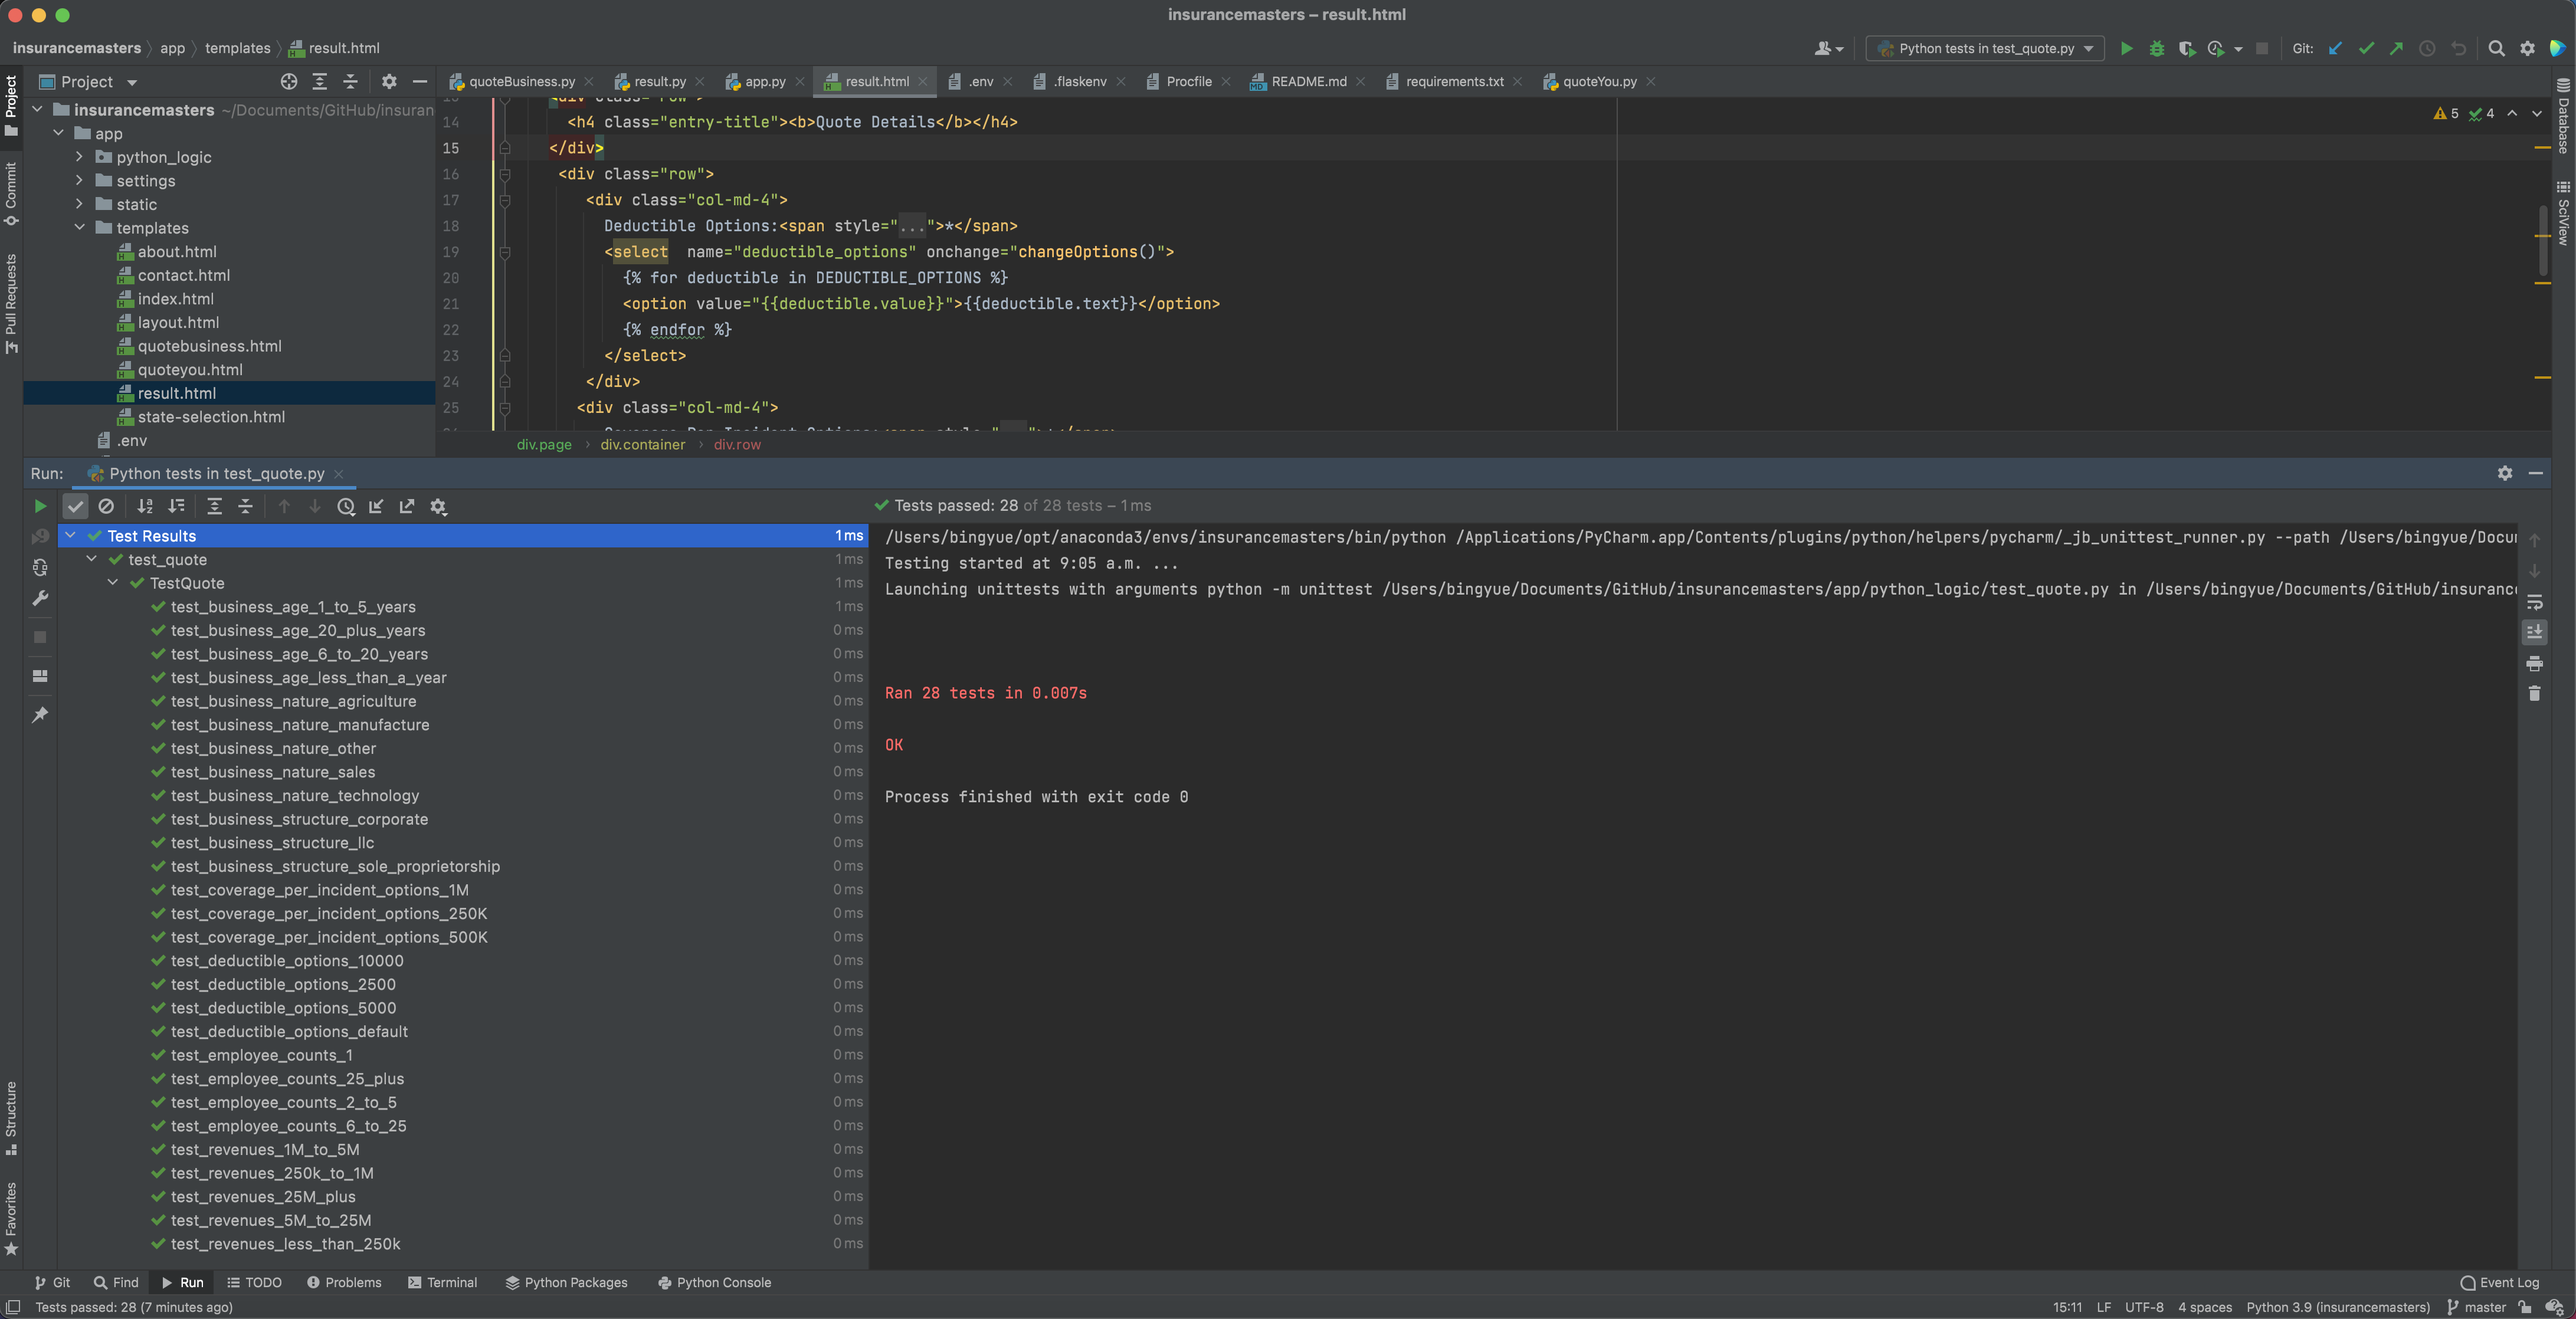 insurancemasters – result.html
insurancemasters app templates result.html
Python tests in test_quote.py Git:
Project
quoteBusiness.py result.py app.py result.html .env .flaskenv Procfile README.md requirements.txt quoteYou.py
Project
Commit
Pull Requests
Structure
Favorites
Database
SciView
insurancemasters ~/Documents/GitHub/insuran
app
python_logic
settings
static
templates
about.html
contact.html
index.html
layout.html
quotebusiness.html
quoteyou.html
result.html
state-selection.html
.env
14 <h4 class="entry-title"><b>Quote Details</b></h4>
15 </div>
16 <div class="row">
17 <div class="col-md-4">
18 Deductible Options:<span style="...">*</span>
19 <select name="deductible_options" onchange="changeOptions()">
20 {% for deductible in DEDUCTIBLE_OPTIONS %}
21 <option value="{{deductible.value}}">{{deductible.text}}</option>
22 {% endfor %}
23 </select>
24 </div>
25 <div class="col-md-4">
5 4
div.page div.container div.row
Run: Python tests in test_quote.py
Tests passed: 28 of 28 tests – 1 ms
Test Results 1 ms
test_quote 1 ms
TestQuote 1 ms
test_business_age_1_to_5_years 1 ms
test_business_age_20_plus_years 0 ms
test_business_age_6_to_20_years 0 ms
test_business_age_less_than_a_year 0 ms
test_business_nature_agriculture 0 ms
test_business_nature_manufacture 0 ms
test_business_nature_other 0 ms
test_business_nature_sales 0 ms
test_business_nature_technology 0 ms
test_business_structure_corporate 0 ms
test_business_structure_llc 0 ms
test_business_structure_sole_proprietorship 0 ms
test_coverage_per_incident_options_1M 0 ms
test_coverage_per_incident_options_250K 0 ms
test_coverage_per_incident_options_500K 0 ms
test_deductible_options_10000 0 ms
test_deductible_options_2500 0 ms
test_deductible_options_5000 0 ms
test_deductible_options_default 0 ms
test_employee_counts_1 0 ms
test_employee_counts_25_plus 0 ms
test_employee_counts_2_to_5 0 ms
test_employee_counts_6_to_25 0 ms
test_revenues_1M_to_5M 0 ms
test_revenues_250k_to_1M 0 ms
test_revenues_25M_plus 0 ms
test_revenues_5M_to_25M 0 ms
test_revenues_less_than_250k 0 ms
/Users/bingyue/opt/anaconda3/envs/insurancemasters/bin/python /Applications/PyCharm.app/Contents/plugins/python/helpers/pycharm/_jb_unittest_runner.py --path /Users/bingyue/Docu
Testing started at 9:05 a.m. ...
Launching unittests with arguments python -m unittest /Users/bingyue/Documents/GitHub/insurancemasters/app/python_logic/test_quote.py in /Users/bingyue/Documents/GitHub/insurance
Ran 28 tests in 0.007s
OK
Process finished with exit code 0
Git Find Run TODO Problems Terminal Python Packages Python Console Event Log
Tests passed: 28 (7 minutes ago) 15:11 LF UTF-8 4 spaces Python 3.9 (insurancemasters) master